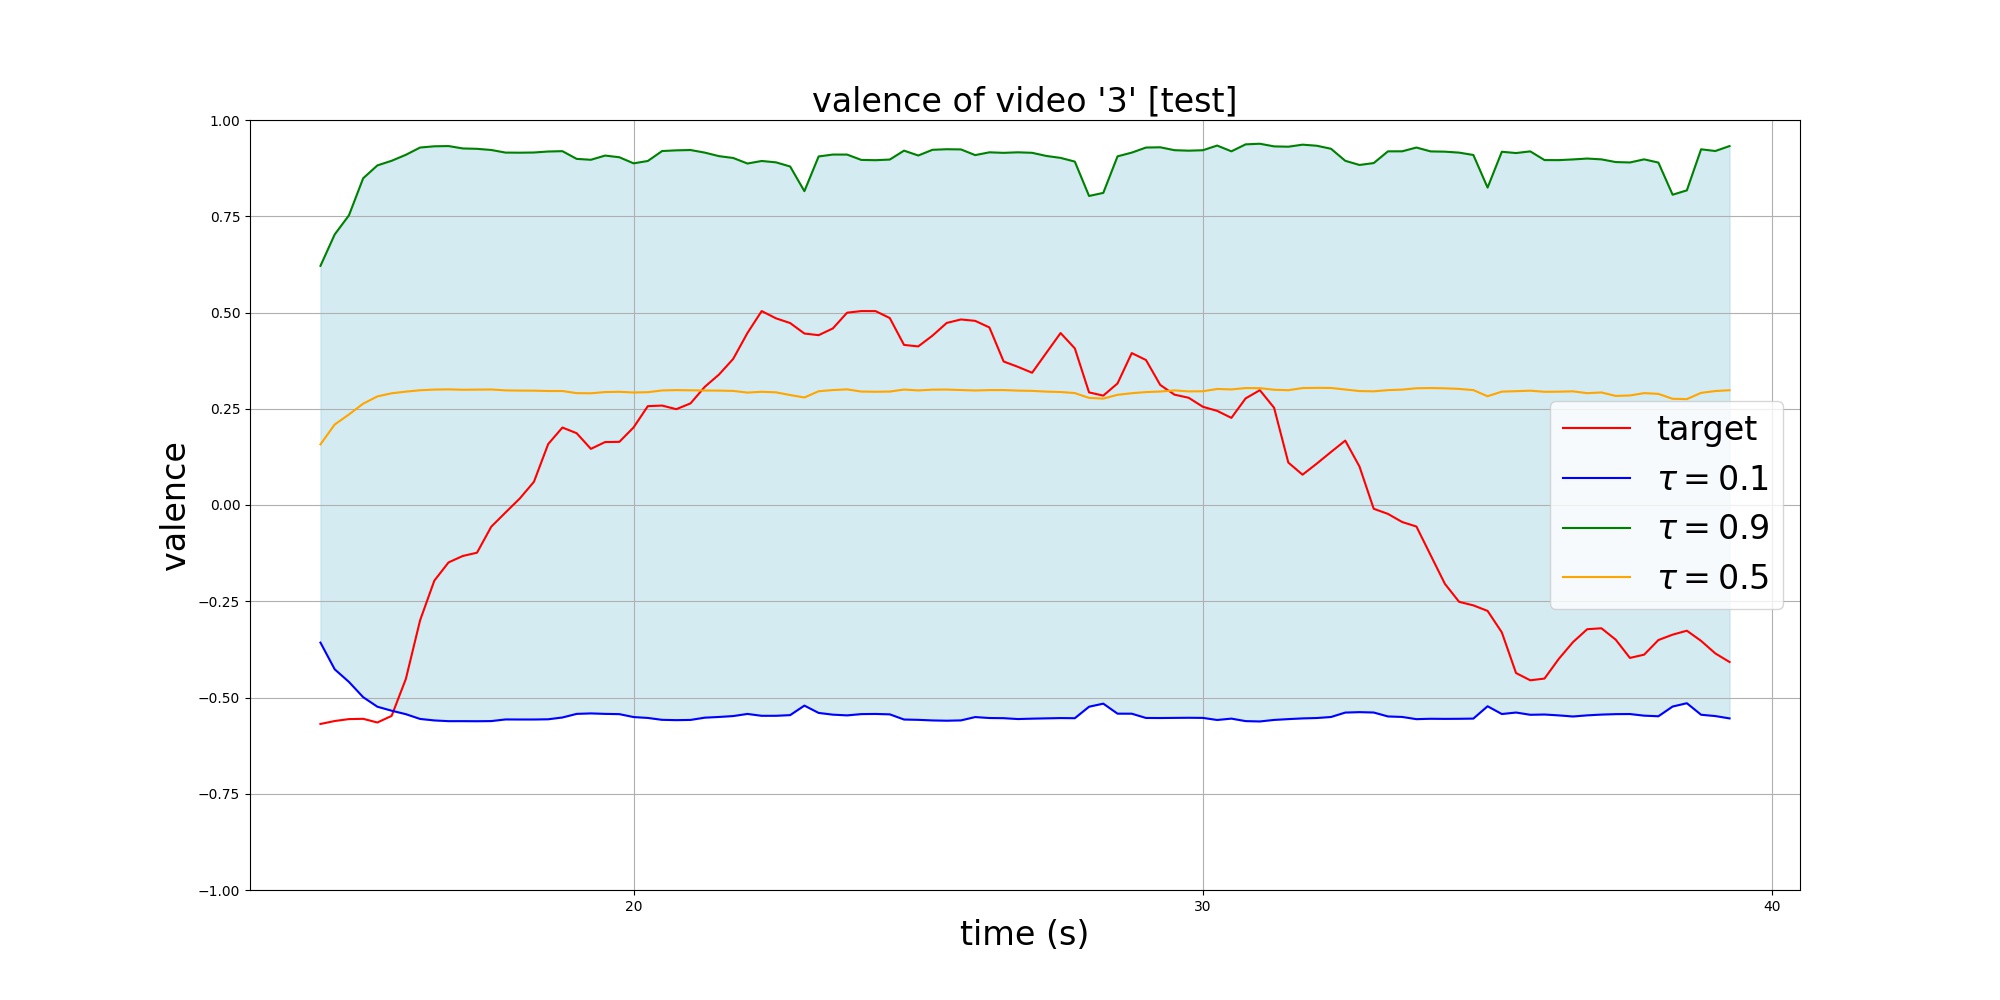 valence of video '3' [test]
1.00
0.75
0.50
0.25
0.00
−0.25
−0.50
−0.75
−1.00
valence
20
30
40
time (s)
target
τ = 0.1
τ = 0.9
τ = 0.5